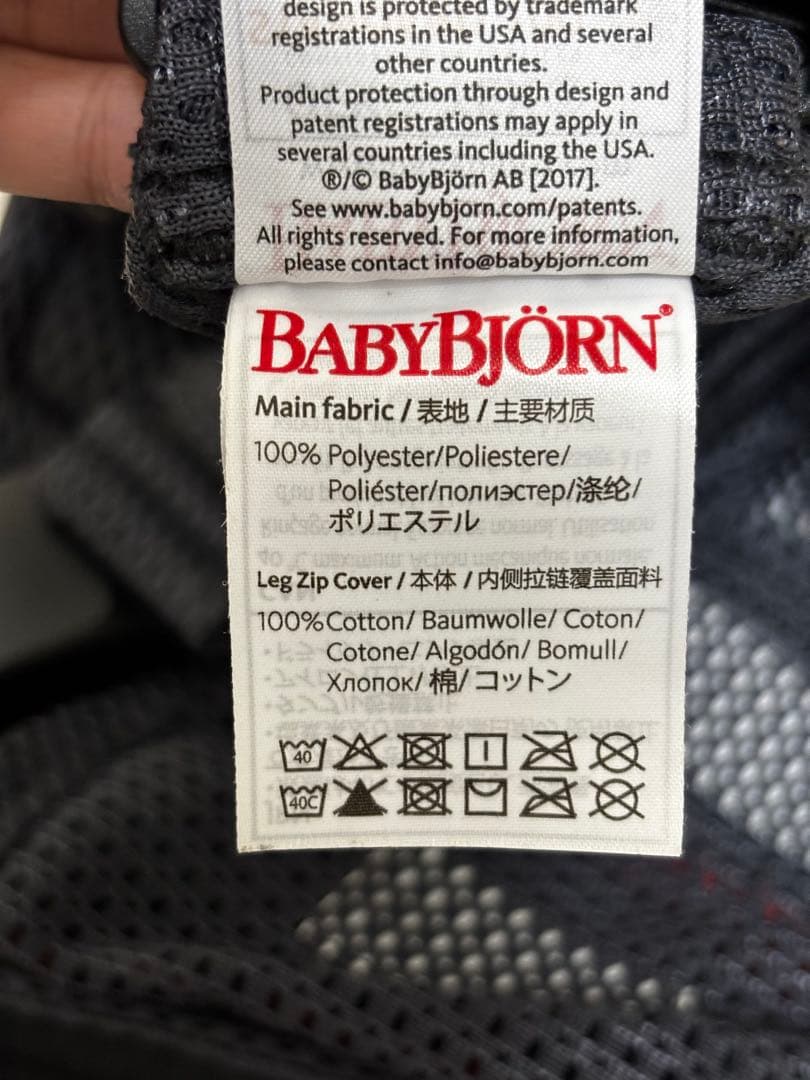 design is protected by trademark
registrations in the USA and several
other countries.
Product protection through design and
patent registrations may apply in
several countries including the USA.
®/© BabyBjörn AB [2017].
See www.babybjorn.com/patents.
All rights reserved. For more information,
please contact info@babybjorn.com
BABYBJÖRN®
Main fabric / 表地 / 主要材质
100% Polyester/Poliestere/
Poliéster/полиэстер/涤纶/
ポリエステル
Leg Zip Cover / 本体 / 内侧拉链覆盖面料
100%Cotton/ Baumwolle/ Coton/
Cotone/ Algodón/ Bomull/
Хлопок/ 棉/ コットン
40
40C